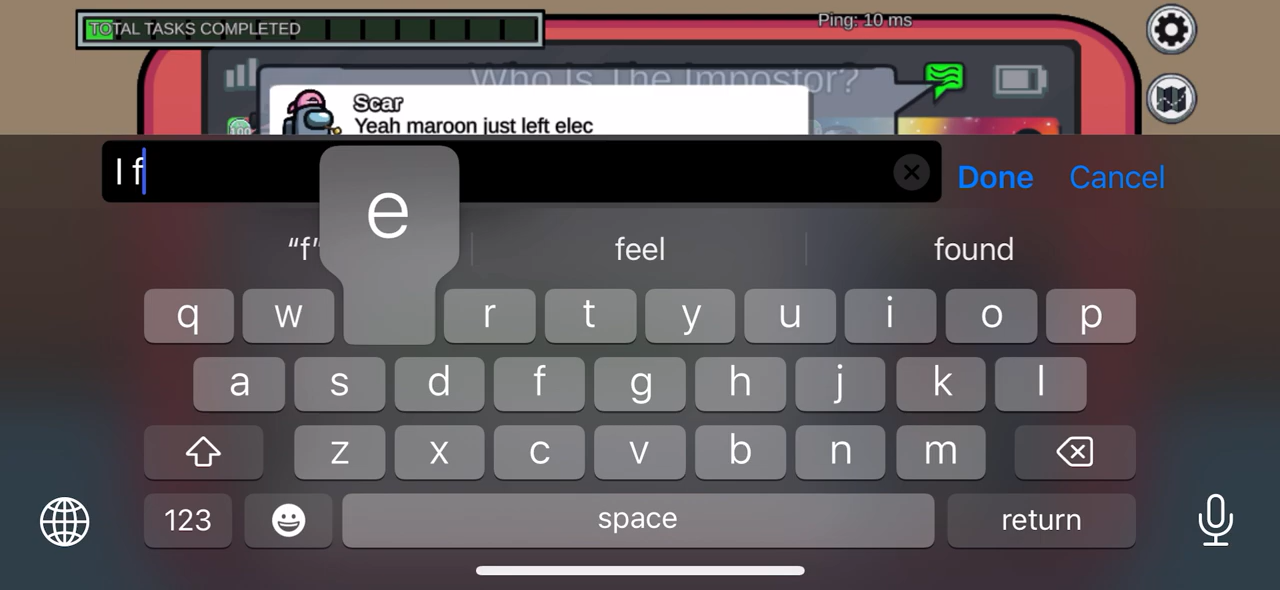 TOTAL TASKS COMPLETED
Ping: 10 ms
Who Is The Impostor?
100
Scar
Yeah maroon just left elec
I f
Done
Cancel
e
“f”
feel
found
q w r t y u i o p
a s d f g h j k l
z x c v b n m
123
space
return